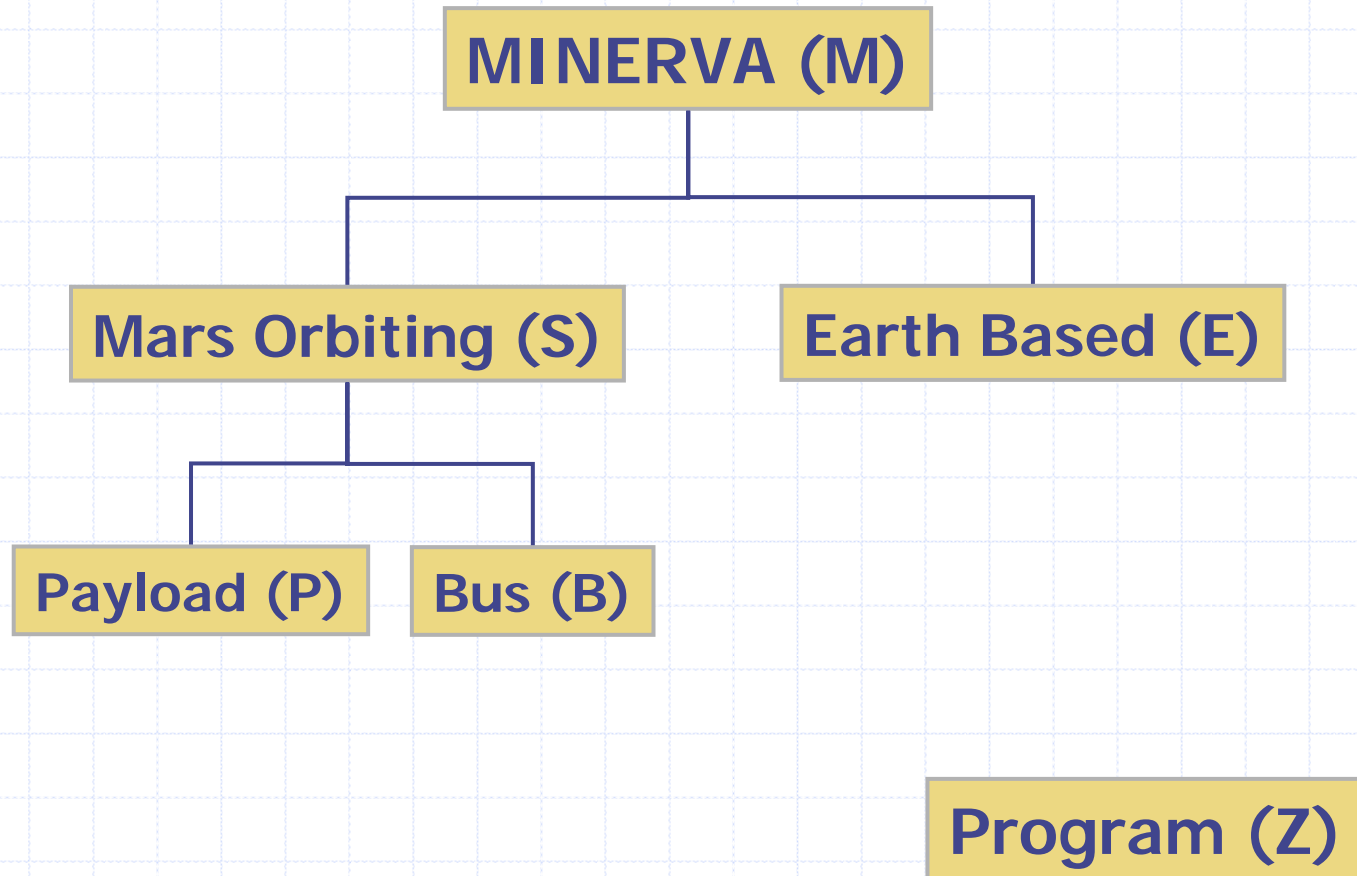 MINERVA (M)
Mars Orbiting (S)
Earth Based (E)
Payload (P)
Bus (B)
Program (Z)